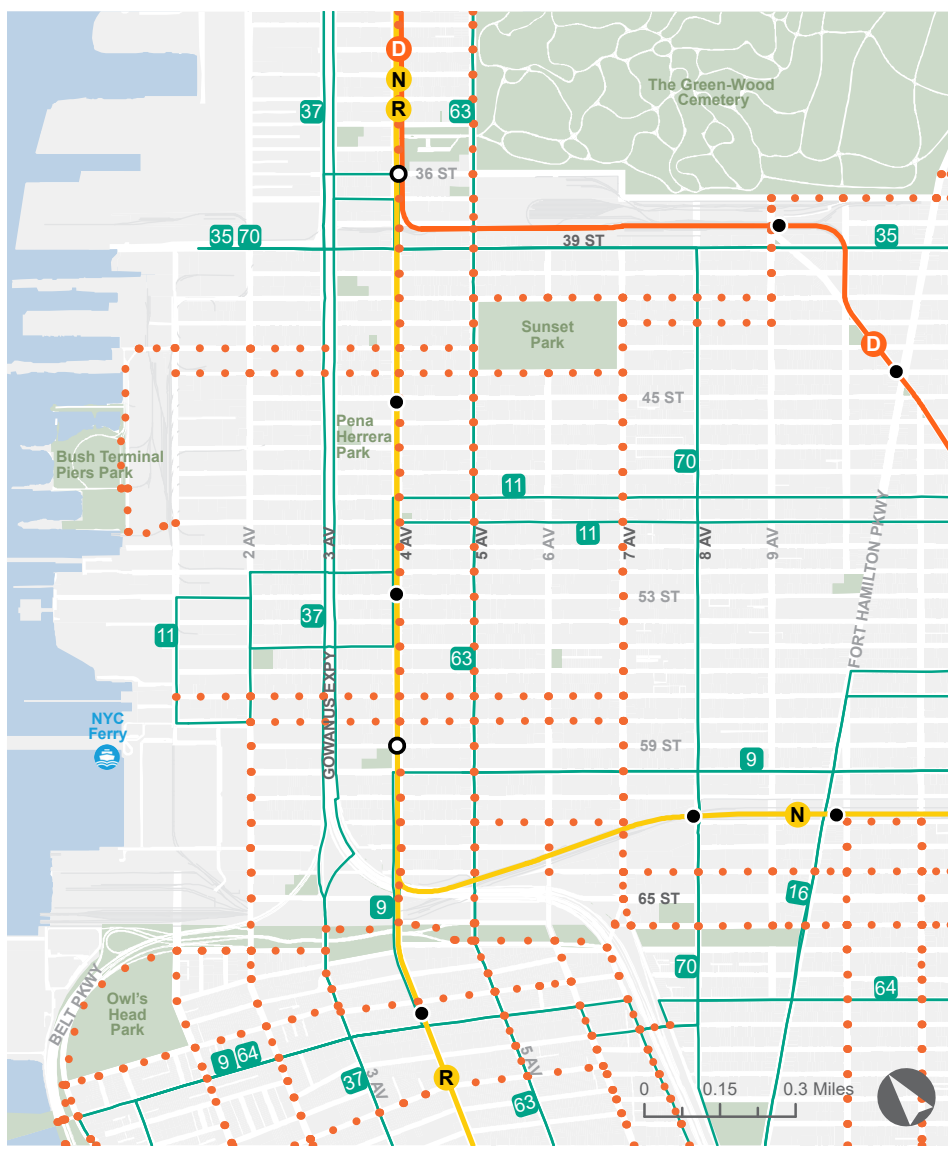 D
N
R
37
63
The Green-Wood
Cemetery
36 ST
35 70
39 ST
35
Sunset
Park
D
45 ST
Pena
Herrera
Park
Bush Terminal
Piers Park
70
11
11
2 AV
3 AV
4 AV
5 AV
6 AV
7 AV
8 AV
9 AV
FORT HAMILTON PKWY
53 ST
37
11
63
GOWANUS EXPY
NYC
Ferry
59 ST
9
N
16
65 ST
9
70
64
BELT PKWY
Owl's
Head
Park
9 64
37
3 AV
R
5 AV
63
0 0.15 0.3 Miles